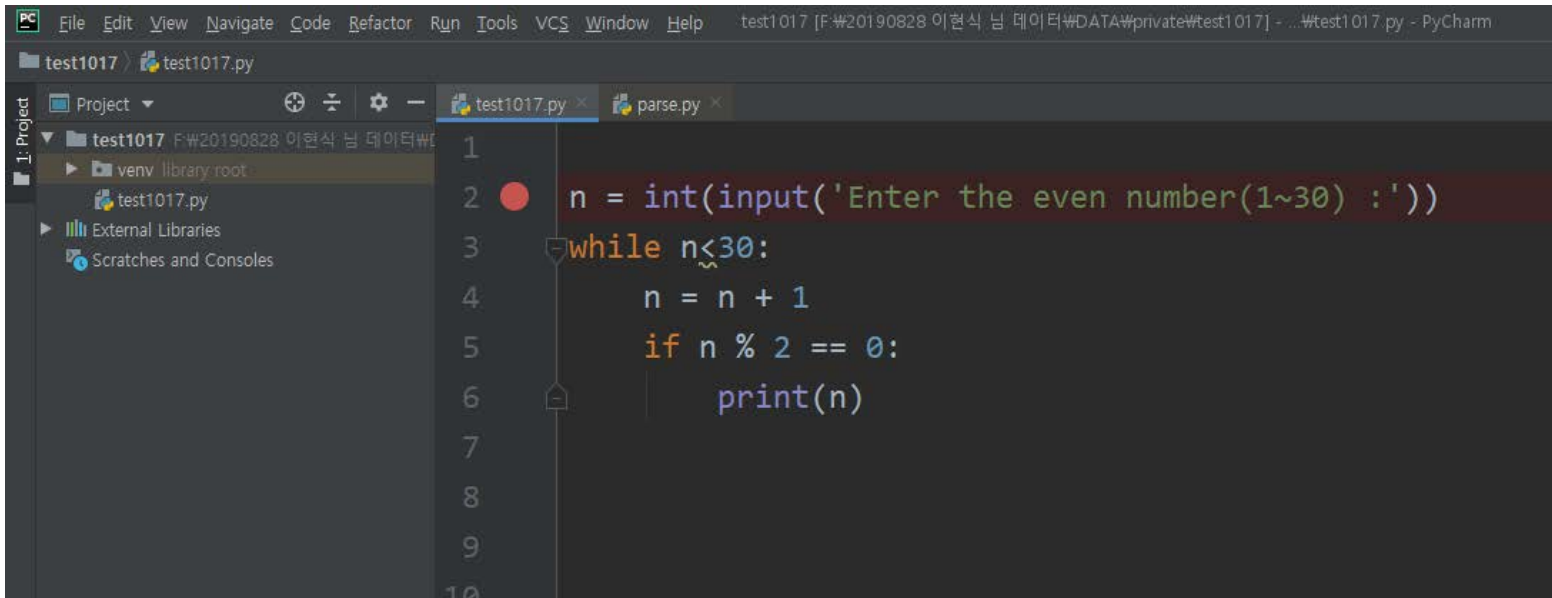 PC File Edit View Navigate Code Refactor Run Tools VCS Window Help test1017 [F:₩20190828 이현식 님 데이터₩DATA₩private₩test1017] - ...₩test1017.py - PyCharm
test1017 test1017.py
1: Project
Project
test1017.py
parse.py
test1017 F:₩20190828 이현식 님 데이터₩
venv library root
test1017.py
External Libraries
Scratches and Consoles
1
2 n = int(input('Enter the even number(1~30) :'))
3 while n<30:
4 n = n + 1
5 if n % 2 == 0:
6 print(n)
7
8
9
10